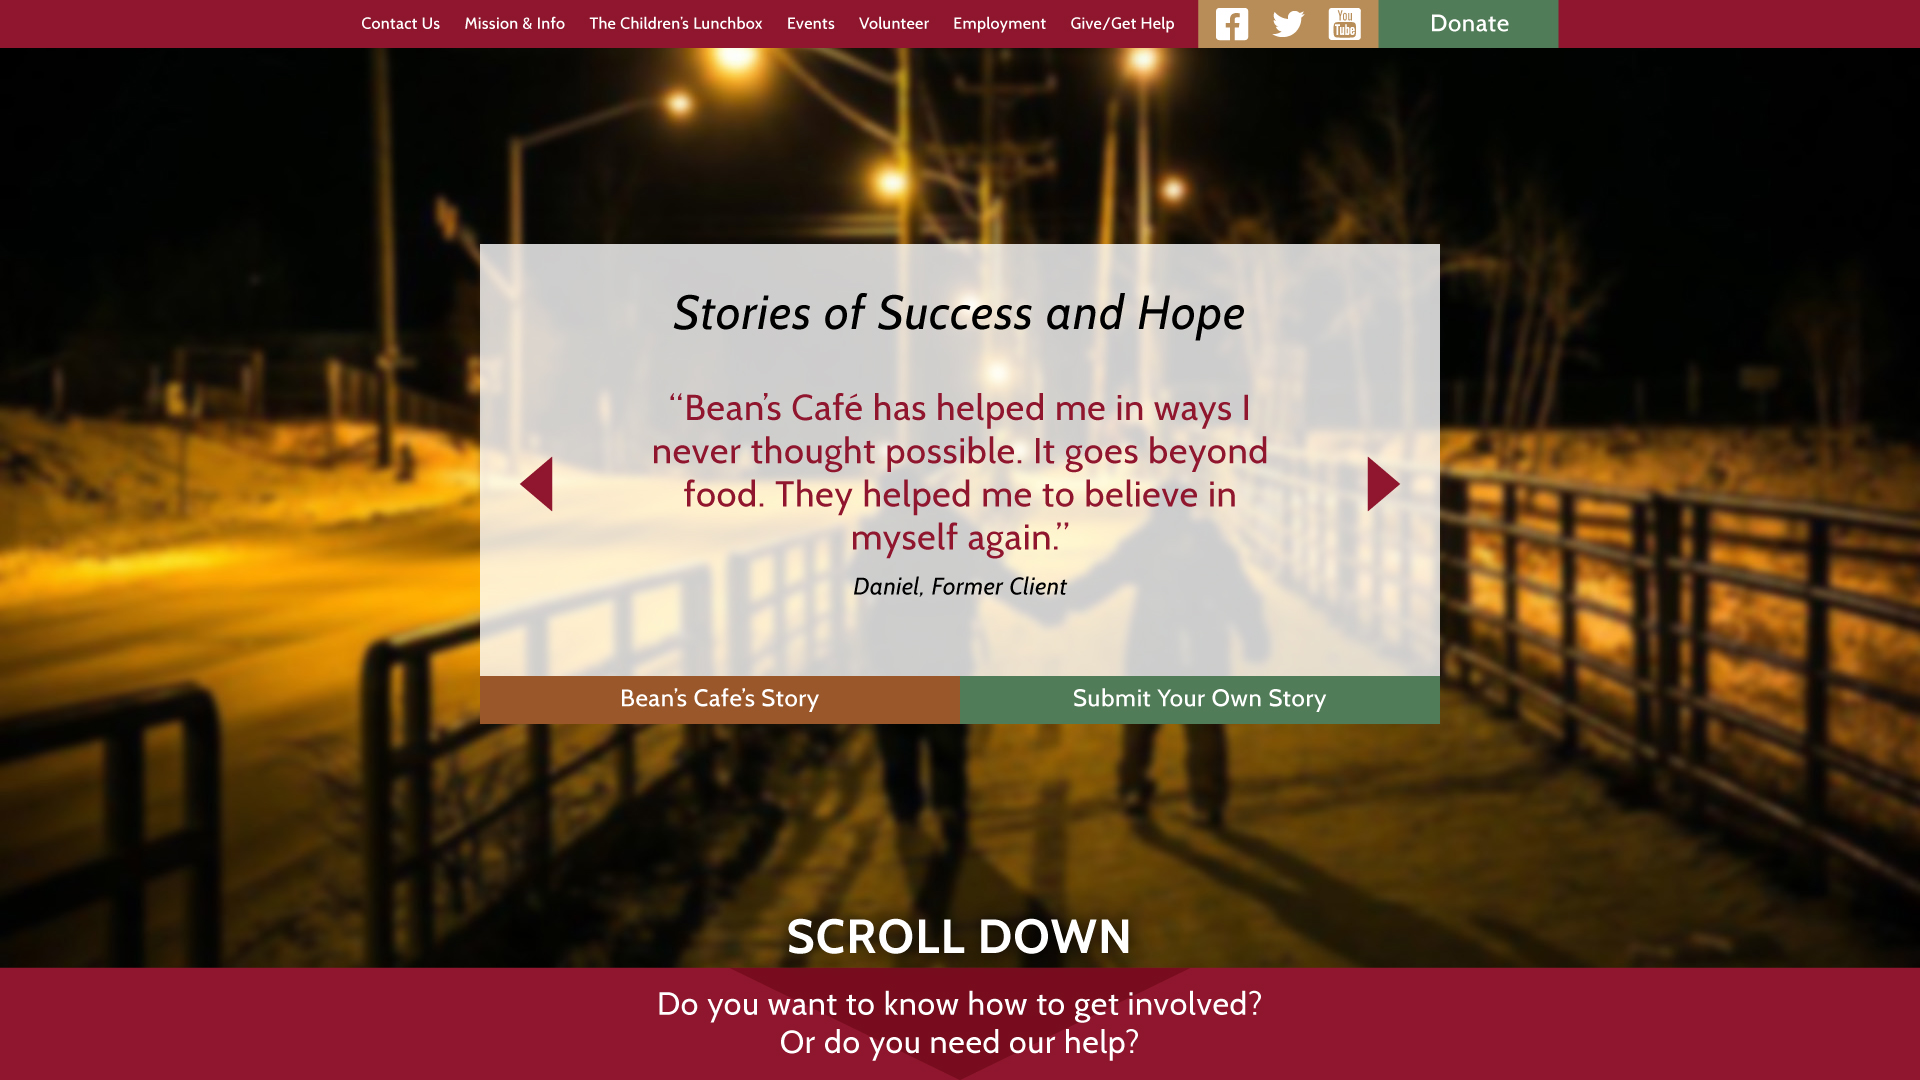 Contact Us
Mission & Info
The Children's Lunchbox
Events
Volunteer
Employment
Give/Get Help
You
Tube
Donate
Stories of Success and Hope
“Bean’s Café has helped me in ways I
never thought possible. It goes beyond
food. They helped me to believe in
myself again.”
Daniel, Former Client
Bean’s Cafe’s Story
Submit Your Own Story
SCROLL DOWN
Do you want to know how to get involved?
Or do you need our help?